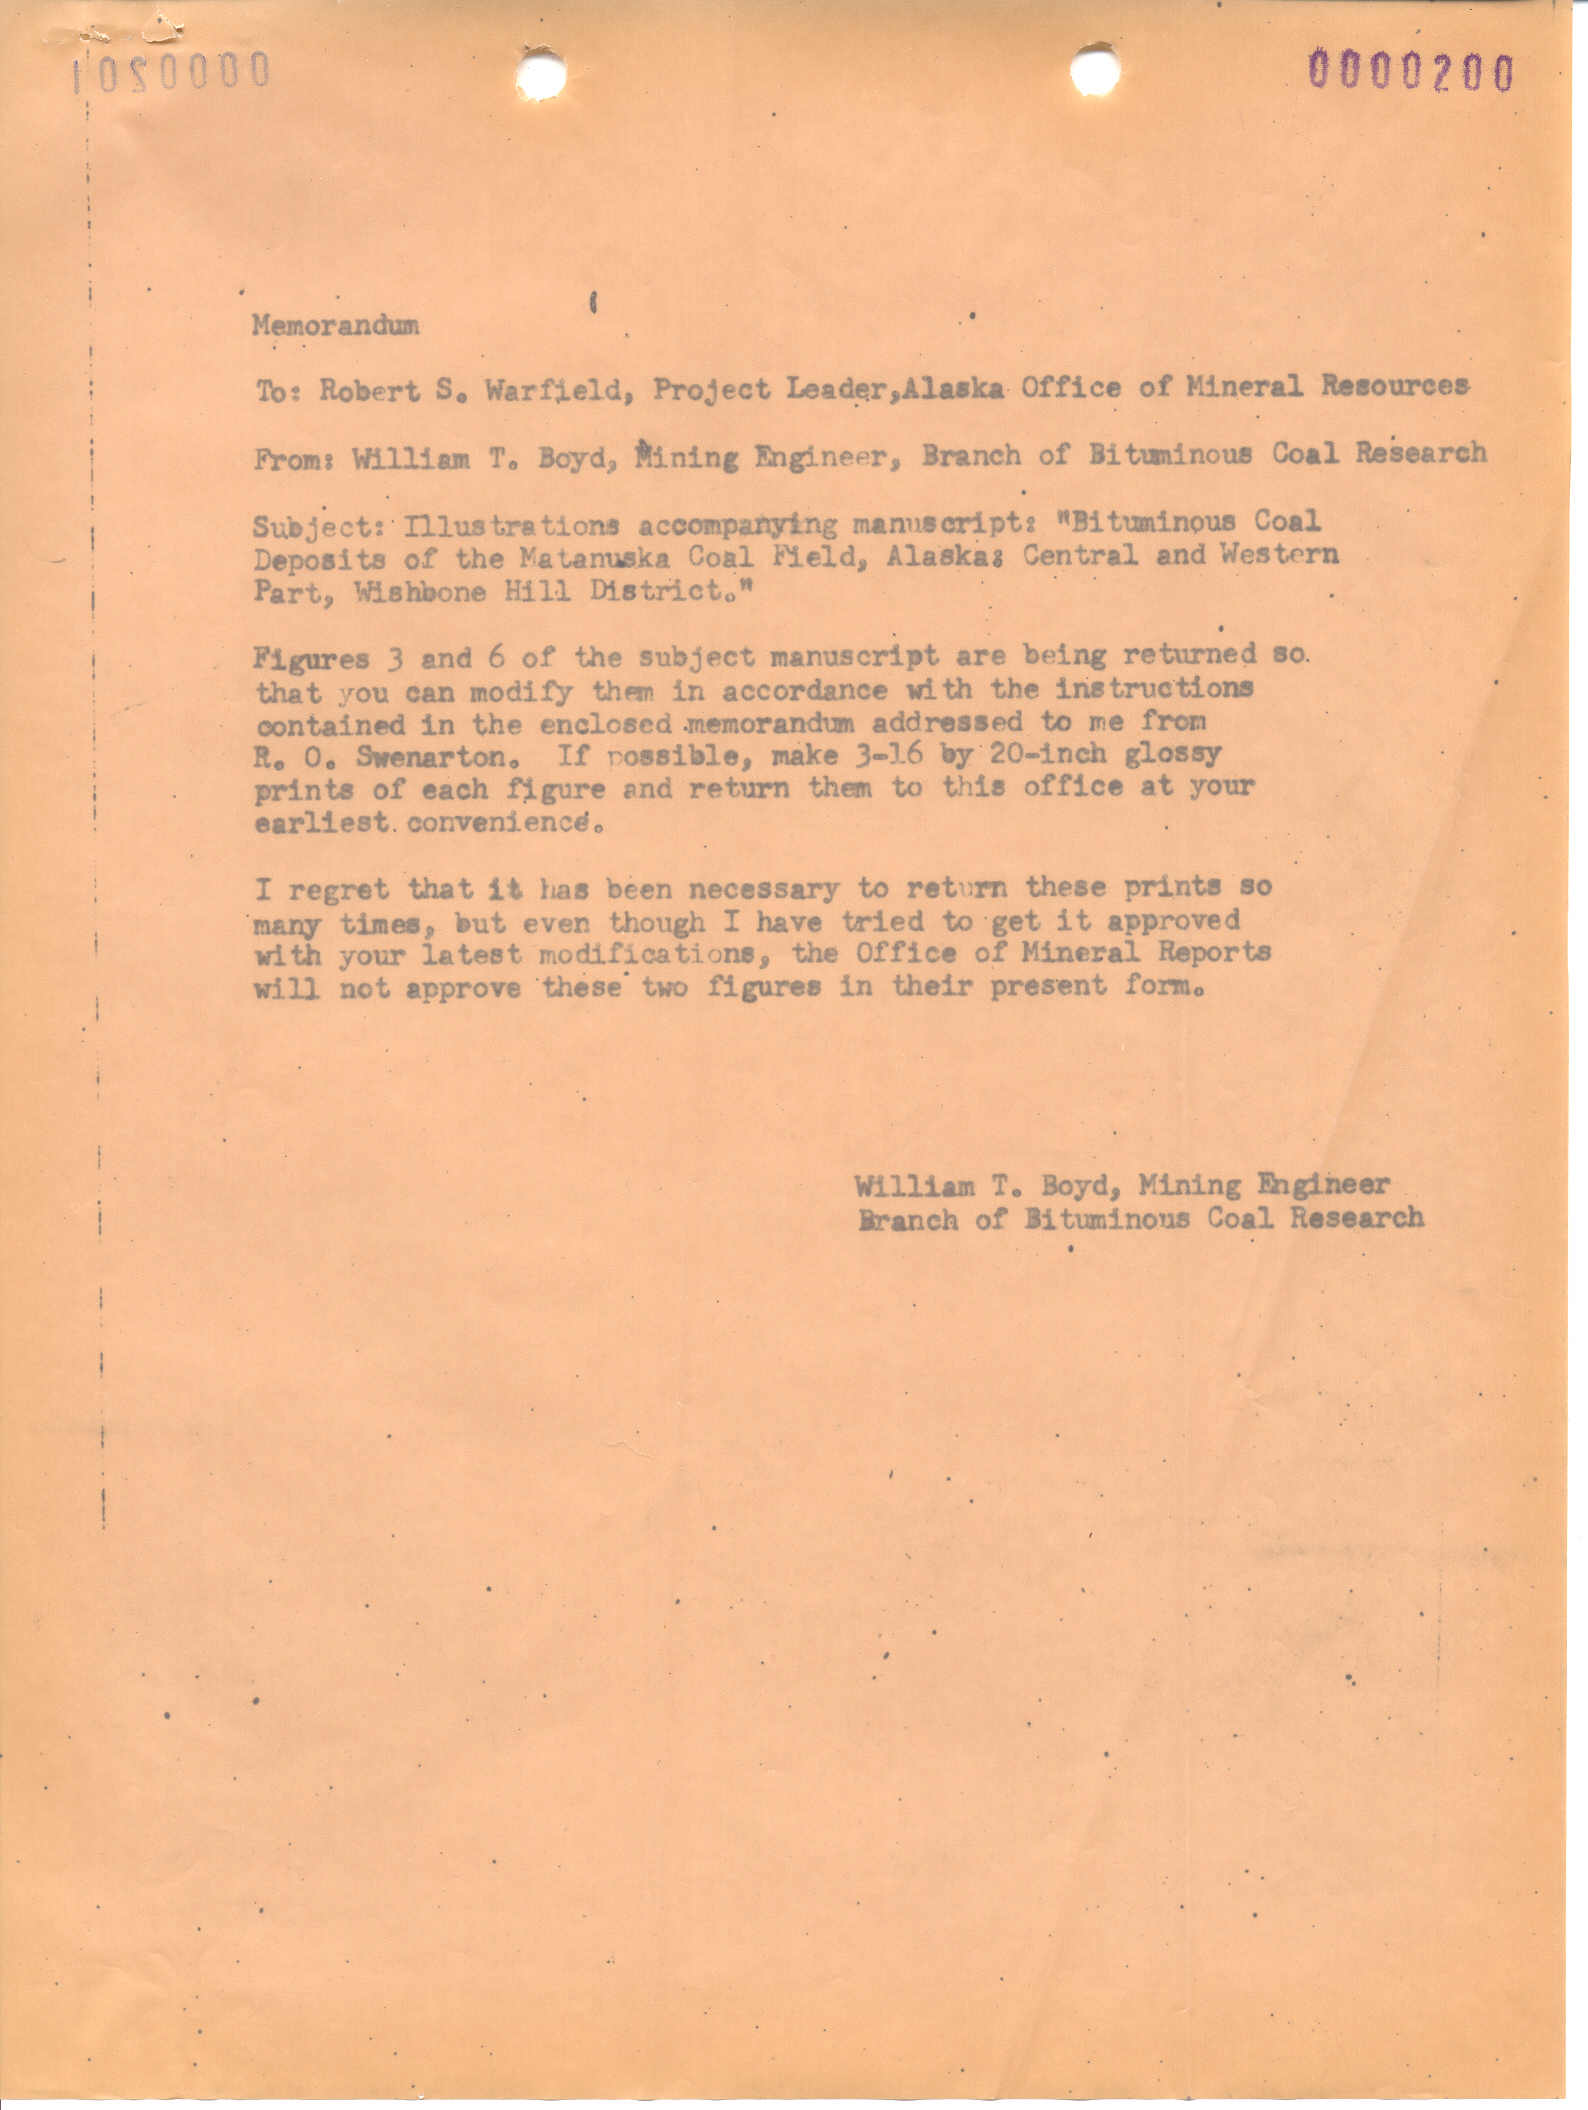 1020000
0000200
Memorandum
To: Robert S. Warfield, Project Leader,Alaska Office of Mineral Resources
From: William T. Boyd, Mining Engineer, Branch of Bituminous Coal Research
Subject: Illustrations accompanying manuscript: "Bituminous Coal
Deposits of the Matanuska Coal Field, Alaska: Central and Western
Part, Wishbone Hill District."
Figures 3 and 6 of the subject manuscript are being returned so
that you can modify them in accordance with the instructions
contained in the enclosed memorandum addressed to me from
R. O. Swenarton. If possible, make 3-16 by 20-inch glossy
prints of each figure and return them to this office at your
earliest convenience.
I regret that it has been necessary to return these prints so
many times, but even though I have tried to get it approved
with your latest modifications, the Office of Mineral Reports
will not approve these two figures in their present form.
William T. Boyd, Mining Engineer
Branch of Bituminous Coal Research